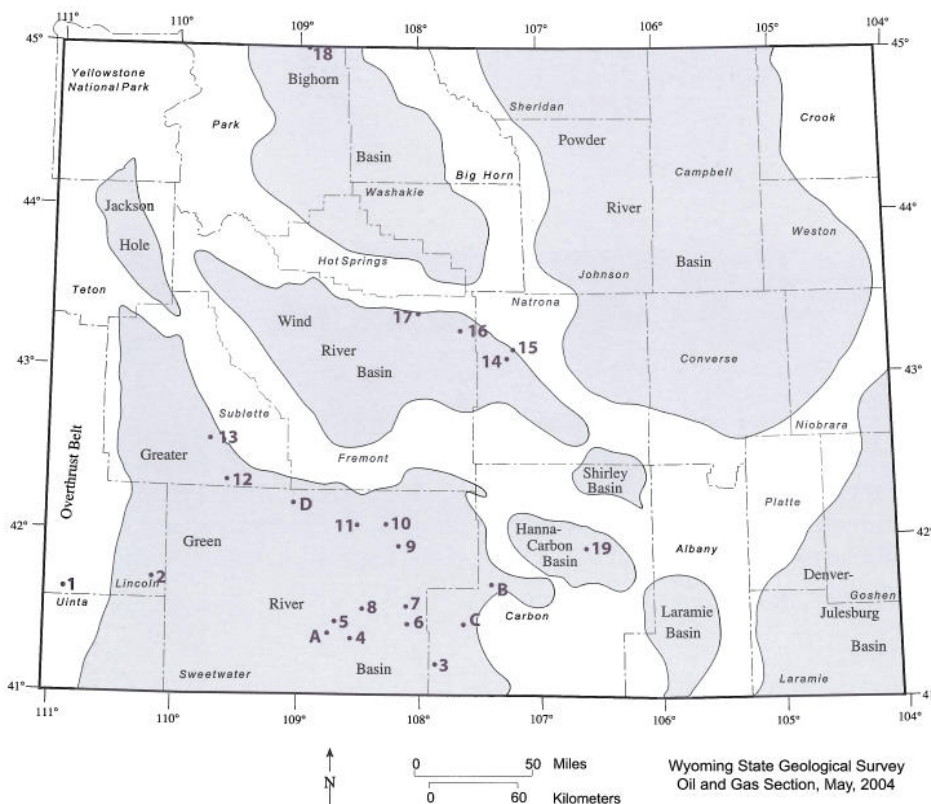 111°
110°
109°
108°
107°
106°
105°
104°
45°
45°
18
Yellowstone
National Park
Bighorn
Park
Sheridan
Powder
Crook
Basin
Big Horn
Washakie
Campbell
44°
44°
Jackson
Hole
River
Weston
Hot Springs
Johnson
Basin
Teton
Natrona
Wind
17
16
River
15
14
Basin
Converse
43°
43°
Sublette
13
Niobrara
Greater
12
Fremont
Shirley
Basin
Overthrust Belt
D
Platte
11
10
42°
42°
Green
9
Hanna-
Carbon
Basin
19
Albany
1
2
Lincoln
B
Denver-
Uinta
Goshen
River
8
7
Carbon
Laramie
Basin
Julesburg
5
6
C
A
4
Basin
3
Basin
Sweetwater
Laramie
41°
41
111°
110°
109°
108°
107°
106°
105°
104°
N
0 50 Miles
0 60 Kilometers
Wyoming State Geological Survey
Oil and Gas Section, May, 2004